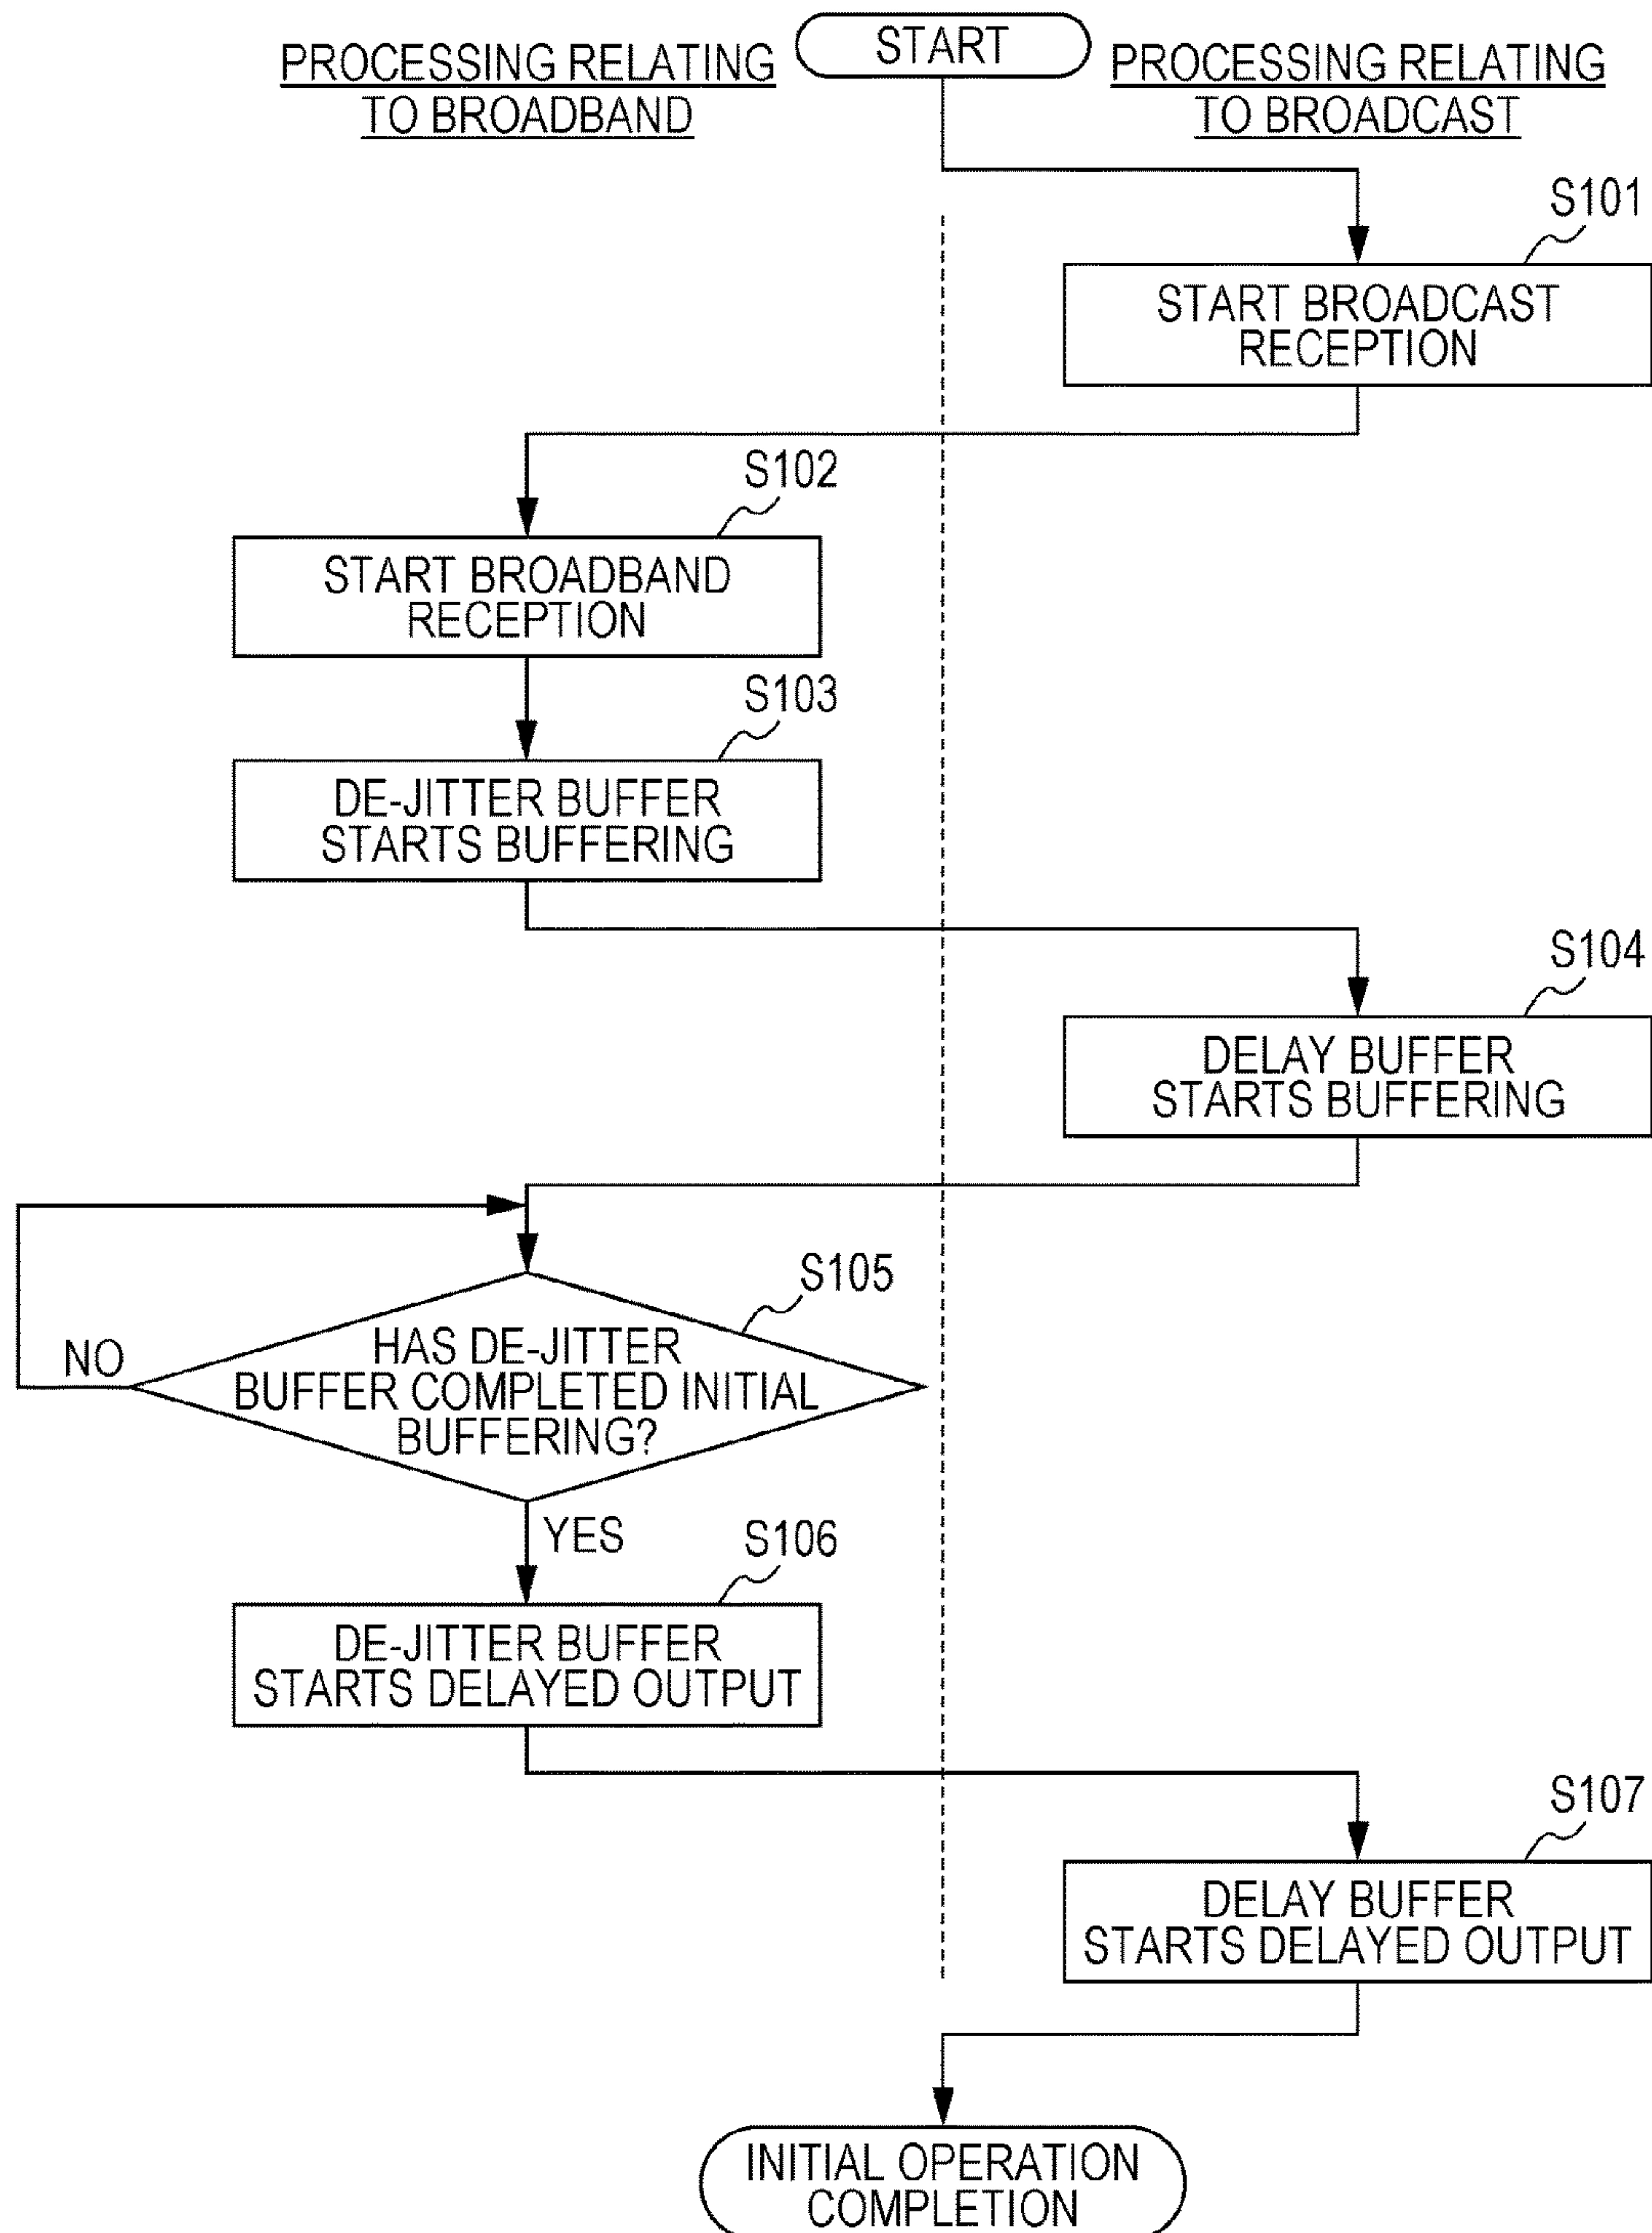 START
PROCESSING RELATING
TO BROADBAND
PROCESSING RELATING
TO BROADCAST
S101
START BROADCAST
RECEPTION
S102
START BROADBAND
RECEPTION
S103
DE-JITTER BUFFER
STARTS BUFFERING
S104
DELAY BUFFER
STARTS BUFFERING
S105
HAS DE-JITTER
BUFFER COMPLETED INITIAL
BUFFERING?
NO
YES
S106
DE-JITTER BUFFER
STARTS DELAYED OUTPUT
S107
DELAY BUFFER
STARTS DELAYED OUTPUT
INITIAL OPERATION
COMPLETION